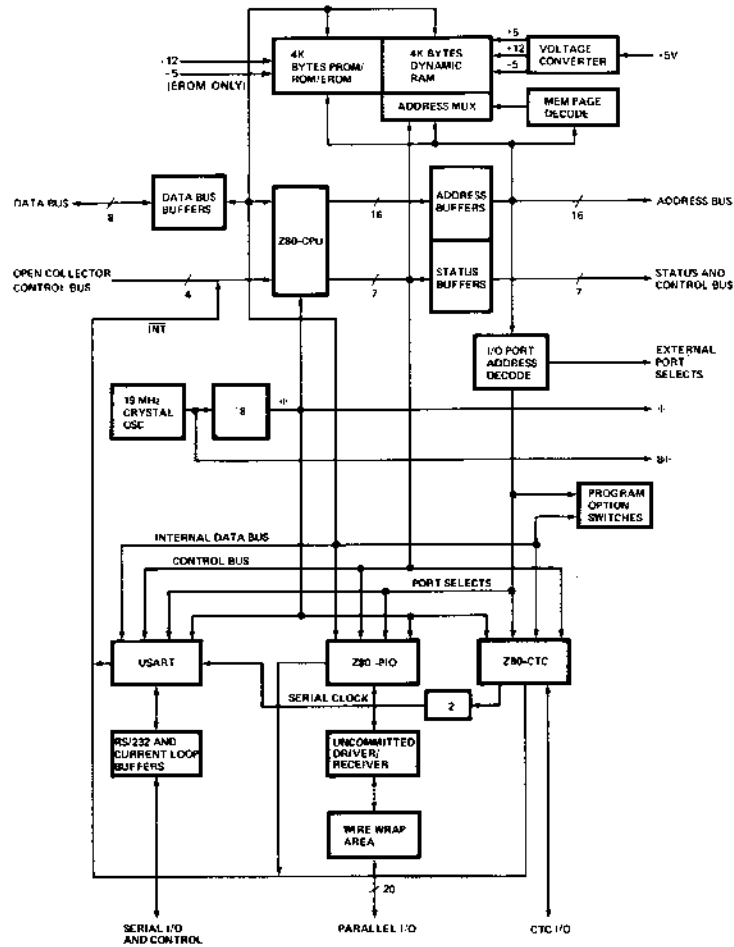 +5
+12
-5
-12
-5
(EROM ONLY)
4K
BYTES PROM/
ROM/EROM
4K BYTES
DYNAMIC
RAM
VOLTAGE
CONVERTER
+5V
ADDRESS MUX
MEM PAGE
DECODE
DATA BUS
8
DATA BUS
BUFFERS
Z80-CPU
16
ADDRESS
BUFFERS
16
ADDRESS BUS
OPEN COLLECTOR
CONTROL BUS
4
7
STATUS
BUFFERS
7
STATUS AND
CONTROL BUS
INT
I/O PORT
ADDRESS
DECODE
EXTERNAL
PORT
SELECTS
19 MHz
CRYSTAL
OSC
PROGRAM
OPTION
SWITCHES
INTERNAL DATA BUS
CONTROL BUS
PORT SELECTS
USART
Z80-PIO
Z80-CTC
SERIAL CLOCK
2
RS/232 AND
CURRENT LOOP
BUFFERS
UNCOMMITTED
DRIVER/
RECEIVER
WIRE WRAP
AREA
20
SERIAL I/O
AND CONTROL
PARALLEL I/O
CTC I/O